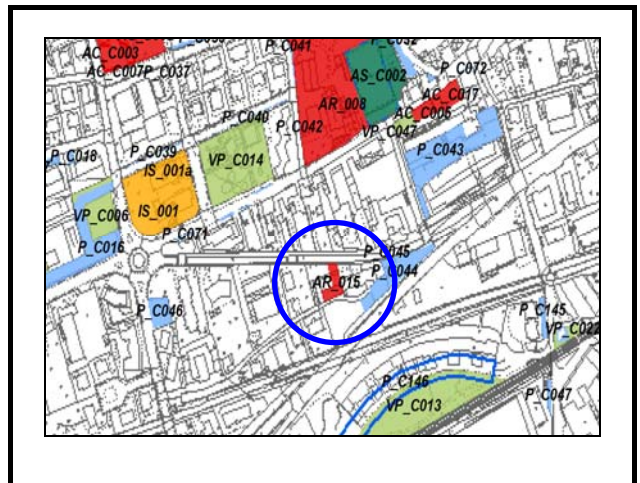 P_C041
AC_C003
AC_C007 P_C037
AS_C002
P_C072
AC_C017
AR_008
AC_C005
P_C040
P_C042
VP_C047
P_C043
P_C018
P_C039
IS_001a
VP_C014
VP_C006
IS_001
P_C071
P_C016
P_C045
P_C044
AR_015
P_C046
P_C145
VP_C022
P_C146
P_C047
VP_C013